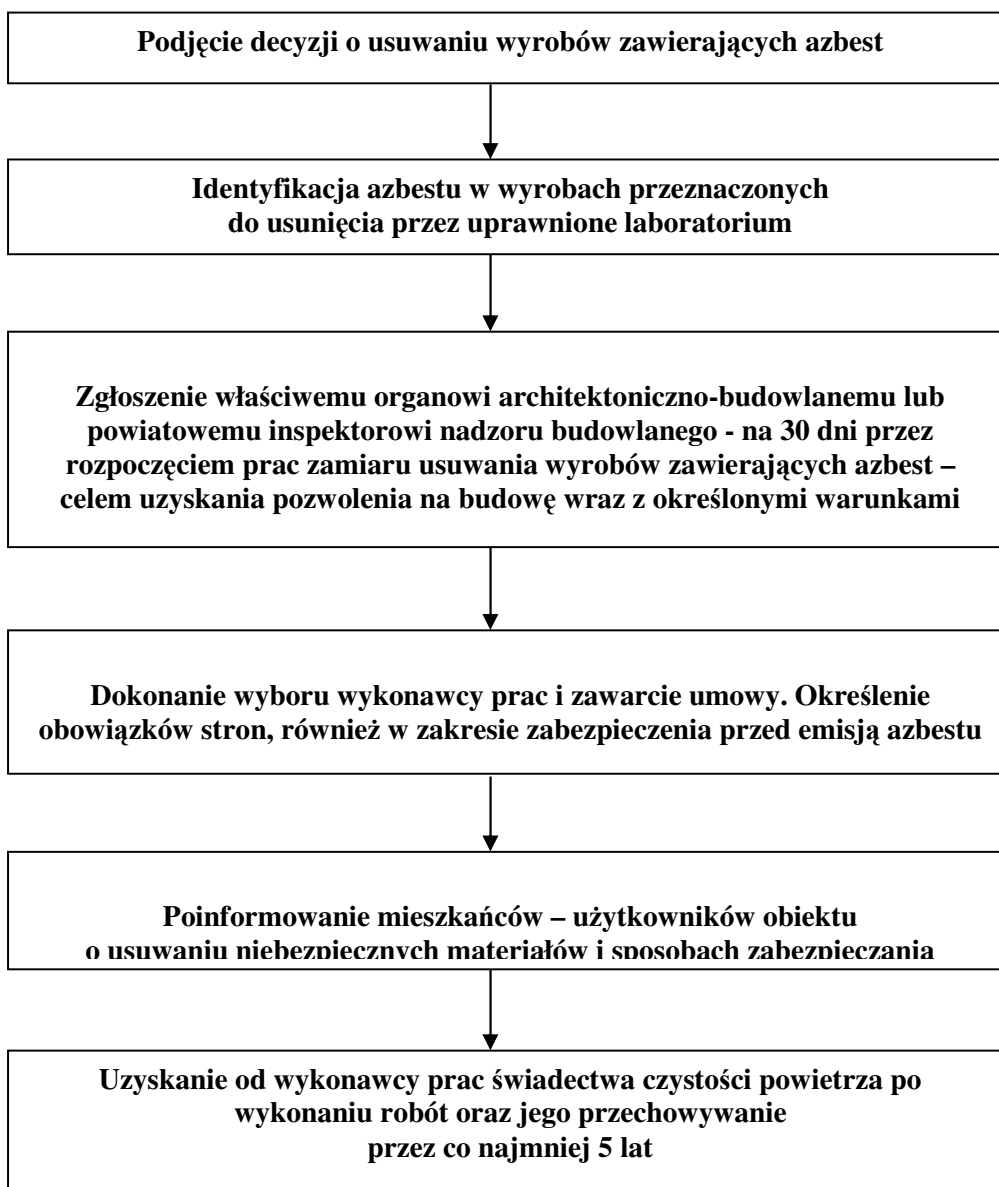 Podjęcie decyzji o usuwaniu wyrobów zawierających azbest
Identyfikacja azbestu w wyrobach przeznaczonych
do usunięcia przez uprawnione laboratorium
Zgłoszenie właściwemu organowi architektoniczno-budowlanemu lub
powiatowemu inspektorowi nadzoru budowlanego - na 30 dni przez
rozpoczęciem prac zamiaru usuwania wyrobów zawierających azbest –
celem uzyskania pozwolenia na budowę wraz z określonymi warunkami
Dokonanie wyboru wykonawcy prac i zawarcie umowy. Określenie
obowiązków stron, również w zakresie zabezpieczenia przed emisją azbestu
Poinformowanie mieszkańców – użytkowników obiektu
o usuwaniu niebezpiecznych materiałów i sposobach zabezpieczania
Uzyskanie od wykonawcy prac świadectwa czystości powietrza po
wykonaniu robót oraz jego przechowywanie
przez co najmniej 5 lat